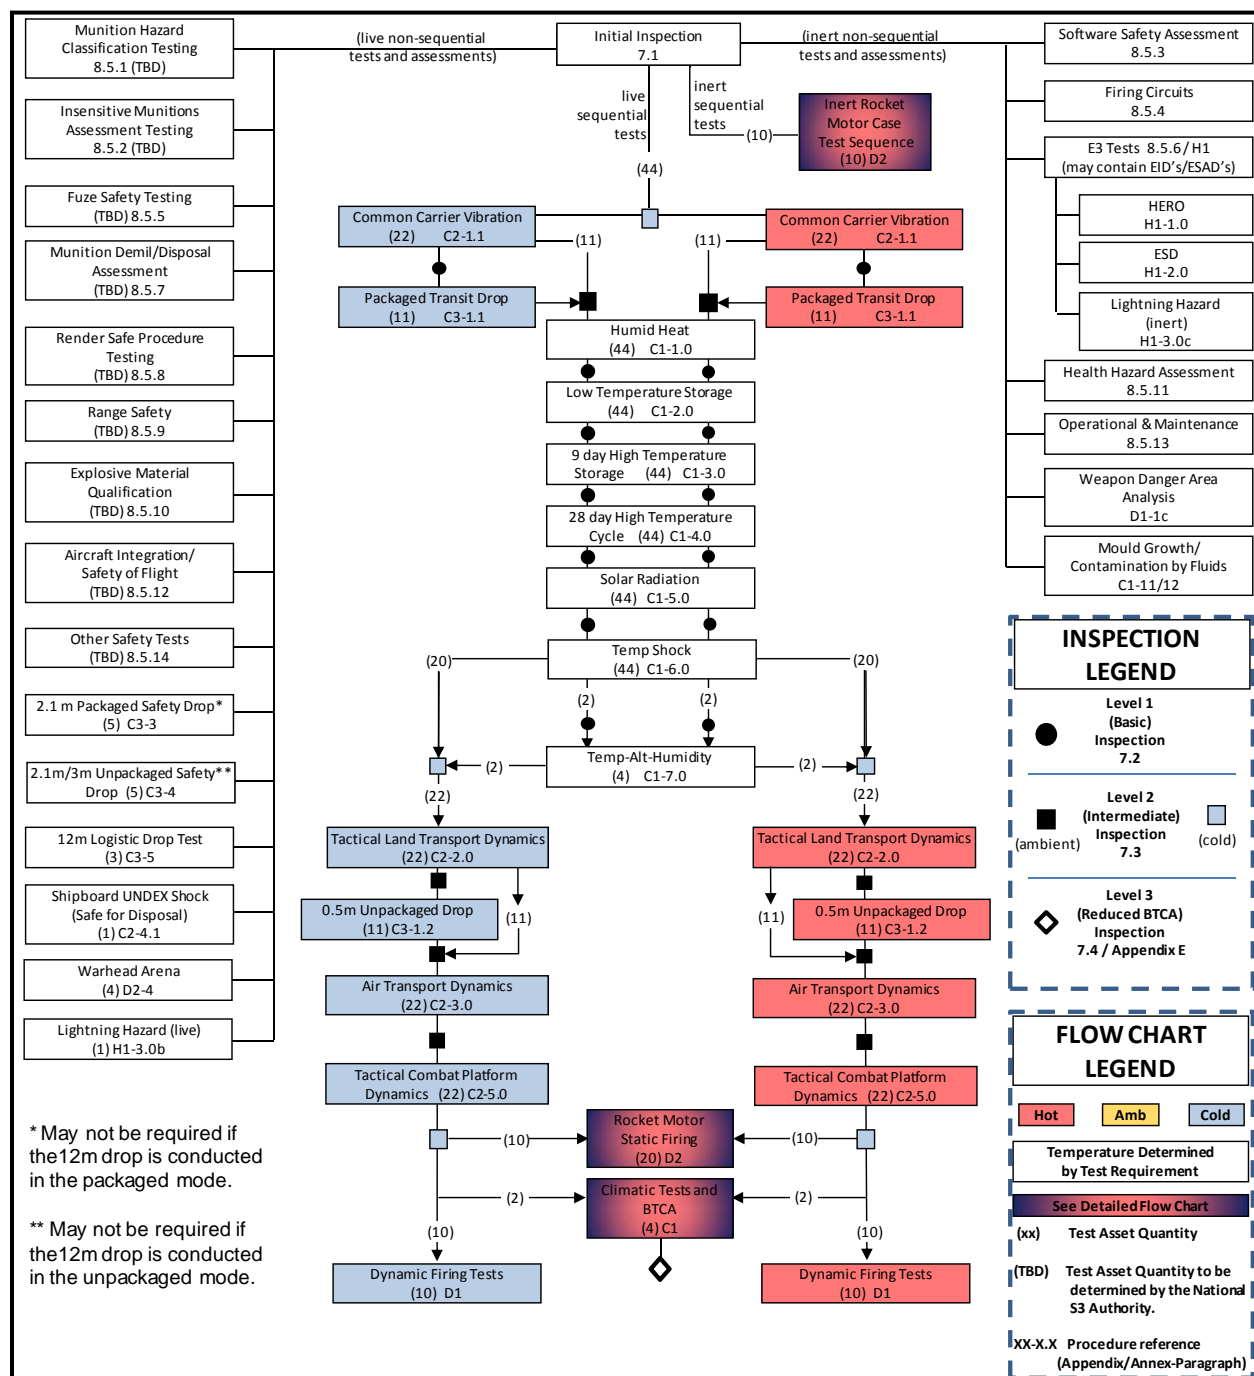 Munition Hazard
Classification Testing
8.5.1 (TBD)
(live non-sequential
tests and assessments)
Initial Inspection
7.1
(inert non-sequential
tests and assessments)
Software Safety Assessment
8.5.3
live
sequential
tests
inert
sequential
tests
(10)
(44)
Inert Rocket
Motor Case
Test Sequence
(10) D2
Firing Circuits
8.5.4
Insensitive Munitions
Assessment Testing
8.5.2 (TBD)
E3 Tests 8.5.6 / H1
(may contain EID's/ESAD's)
HERO
H1-1.0
ESD
H1-2.0
Lightning Hazard
(inert)
H1-3.0c
Fuze Safety Testing
(TBD) 8.5.5
Munition Demil/Disposal
Assessment
(TBD) 8.5.7
Common Carrier Vibration
(22) C2-1.1
(11)
(11)
Common Carrier Vibration
(22) C2-1.1
Packaged Transit Drop
(11) C3-1.1
Packaged Transit Drop
(11) C3-1.1
Render Safe Procedure
Testing
(TBD) 8.5.8
Humid Heat
(44) C1-1.0
Health Hazard Assessment
8.5.11
Range Safety
(TBD) 8.5.9
Low Temperature Storage
(44) C1-2.0
Operational & Maintenance
8.5.13
Explosive Material
Qualification
(TBD) 8.5.10
9 day High Temperature
Storage (44) C1-3.0
Weapon Danger Area
Analysis
D1-1c
28 day High Temperature
Cycle (44) C1-4.0
Mould Growth/
Contamination by Fluids
C1-11/12
Aircraft Integration/
Safety of Flight
(TBD) 8.5.12
Solar Radiation
(44) C1-5.0
Other Safety Tests
(TBD) 8.5.14
(20)
Temp Shock
(44) C1-6.0
(20)
(2)
(2)
2.1 m Packaged Safety Drop*
(5) C3-3
2.1m/3m Unpackaged Safety**
Drop (5) C3-4
(2)
Temp-Alt-Humidity
(4) C1-7.0
(2)
(22)
(22)
12m Logistic Drop Test
(3) C3-5
Tactical Land Transport Dynamics
(22) C2-2.0
Tactical Land Transport Dynamics
(22) C2-2.0
Shipboard UNDEX Shock
(Safe for Disposal)
(1) C2-4.1
0.5m Unpackaged Drop
(11) C3-1.2
(11)
(11)
0.5m Unpackaged Drop
(11) C3-1.2
Warhead Arena
(4) D2-4
Air Transport Dynamics
(22) C2-3.0
Air Transport Dynamics
(22) C2-3.0
Lightning Hazard (live)
(1) H1-3.0b
Tactical Combat Platform
Dynamics (22) C2-5.0
Tactical Combat Platform
Dynamics (22) C2-5.0
(10)
Rocket Motor
Static Firing
(20) D2
(10)
(2)
Climatic Tests and
BTCA
(4) C1
(2)
(10)
(10)
Dynamic Firing Tests
(10) D1
Dynamic Firing Tests
(10) D1
* May not be required if
the12m drop is conducted
in the packaged mode.
** May not be required if
the12m drop is conducted
in the unpackaged mode.
INSPECTION
LEGEND
Level 1
(Basic)
Inspection
7.2
Level 2
(Intermediate)
Inspection
7.3
(ambient)
(cold)
Level 3
(Reduced BTCA)
Inspection
7.4 / Appendix E
FLOW CHART
LEGEND
Hot
Amb
Cold
Temperature Determined
by Test Requirement
See Detailed Flow Chart
(xx) Test Asset Quantity
(TBD) Test Asset Quantity to be
determined by the National
S3 Authority.
XX-X.X Procedure reference
(Appendix/Annex-Paragraph)